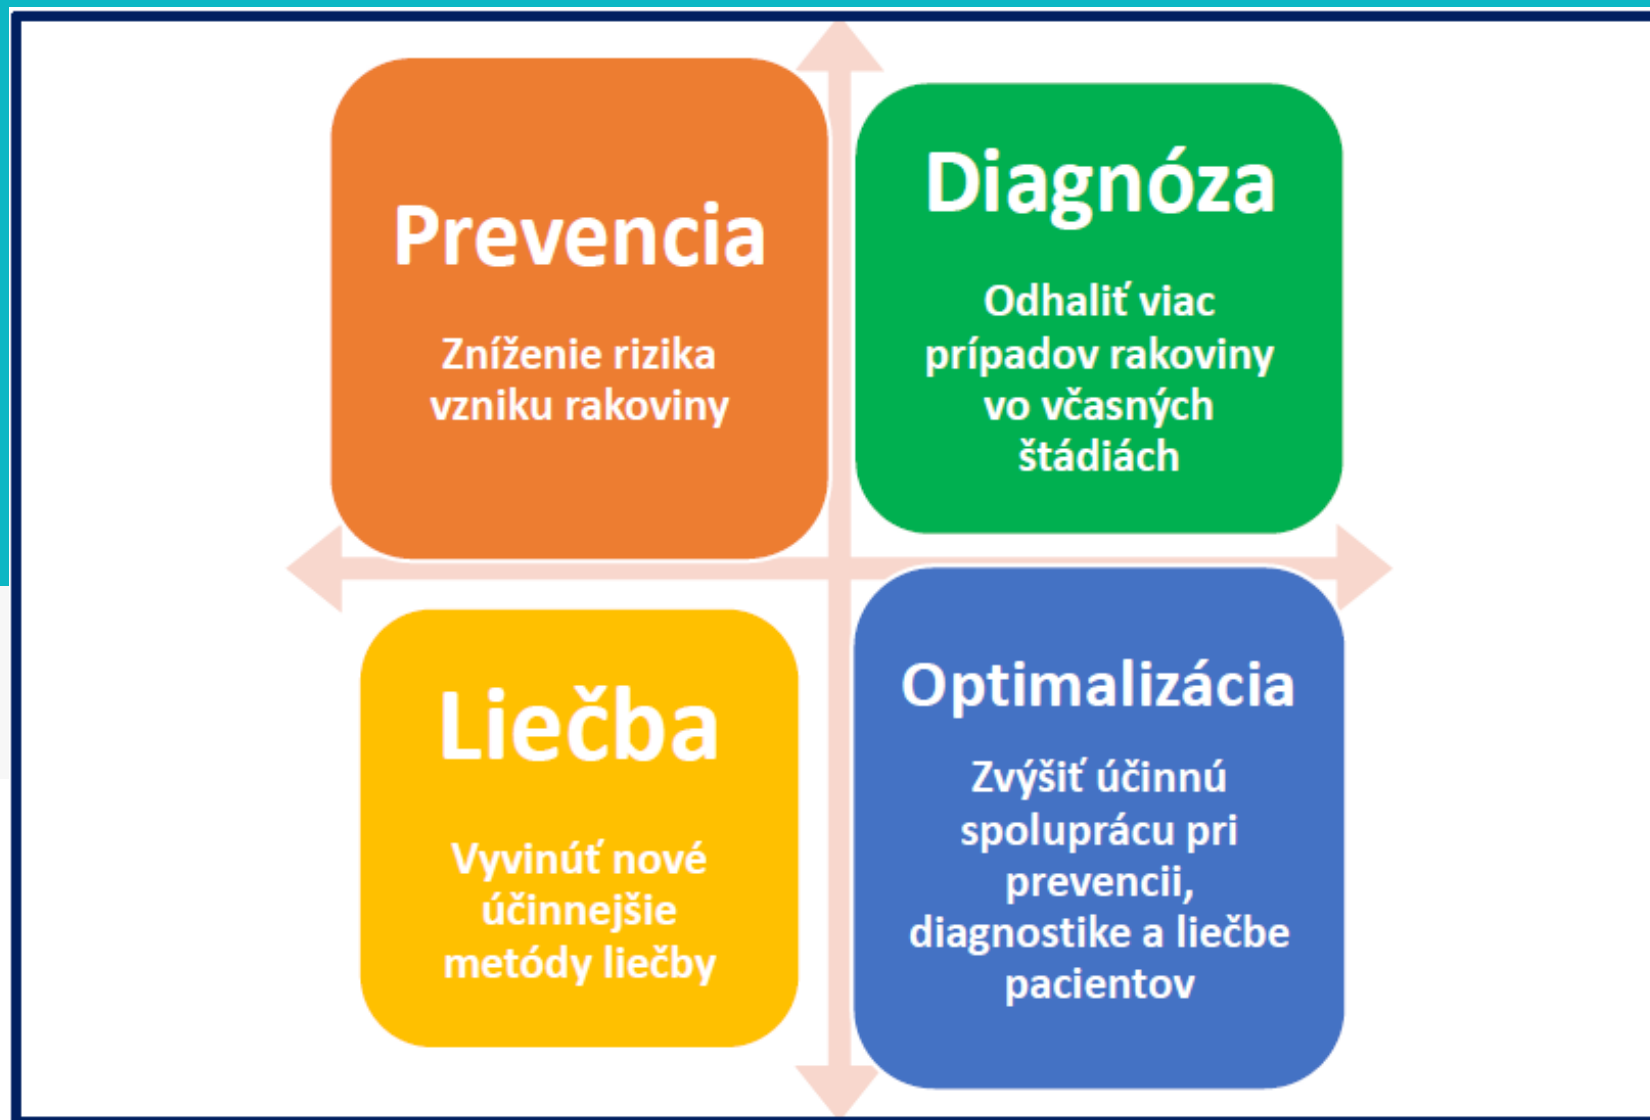 Prevencia
Zníženie rizika
vzniku rakoviny
Diagnóza
Odhaliť viac
prípadov rakoviny
vo včasných
štádiách
Liečba
Vyvinúť nové
účinnejšie
metódy liečby
Optimalizácia
Zvýšiť účinnú
spoluprácu pri
prevencii,
diagnostike a liečbe
pacientov